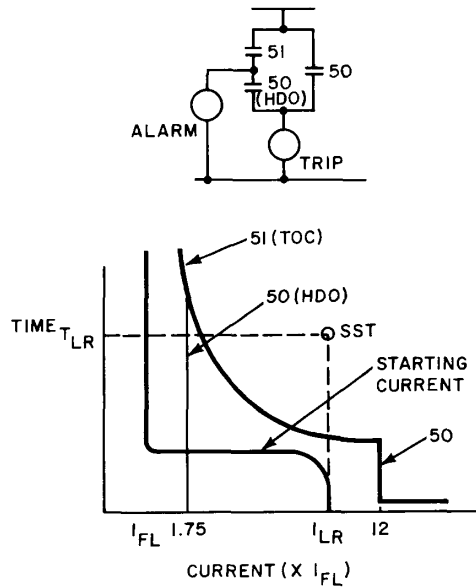 51
50
(HDO)
50
ALARM
TRIP
51 (TOC)
50 (HDO)
TIME T_LR
SST
STARTING
CURRENT
50
I_FL 1.75 I_LR 12
CURRENT (X I_FL)